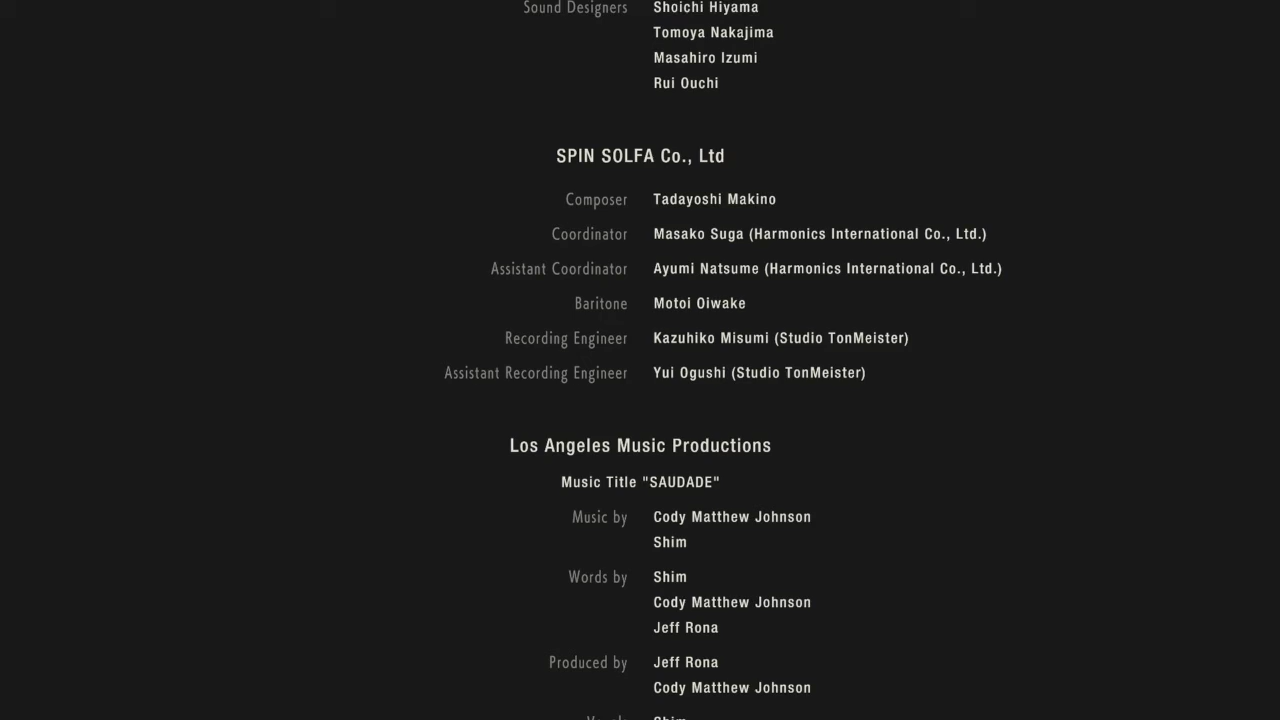 Sound Designers Shoichi Hiyama
Tomoya Nakajima
Masahiro Izumi
Rui Ouchi
SPIN SOLFA Co., Ltd
Composer Tadayoshi Makino
Coordinator Masako Suga (Harmonics International Co., Ltd.)
Assistant Coordinator Ayumi Natsume (Harmonics International Co., Ltd.)
Baritone Motoi Oiwake
Recording Engineer Kazuhiko Misumi (Studio TonMeister)
Assistant Recording Engineer Yui Ogushi (Studio TonMeister)
Los Angeles Music Productions
Music Title "SAUDADE"
Music by Cody Matthew Johnson
Shim
Words by Shim
Cody Matthew Johnson
Jeff Rona
Produced by Jeff Rona
Cody Matthew Johnson